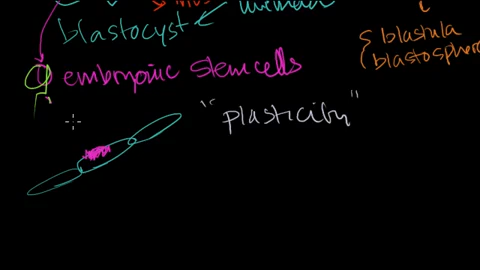 blastocyst
blastula
blastosphere
embryonic stem cells
"plasticity"